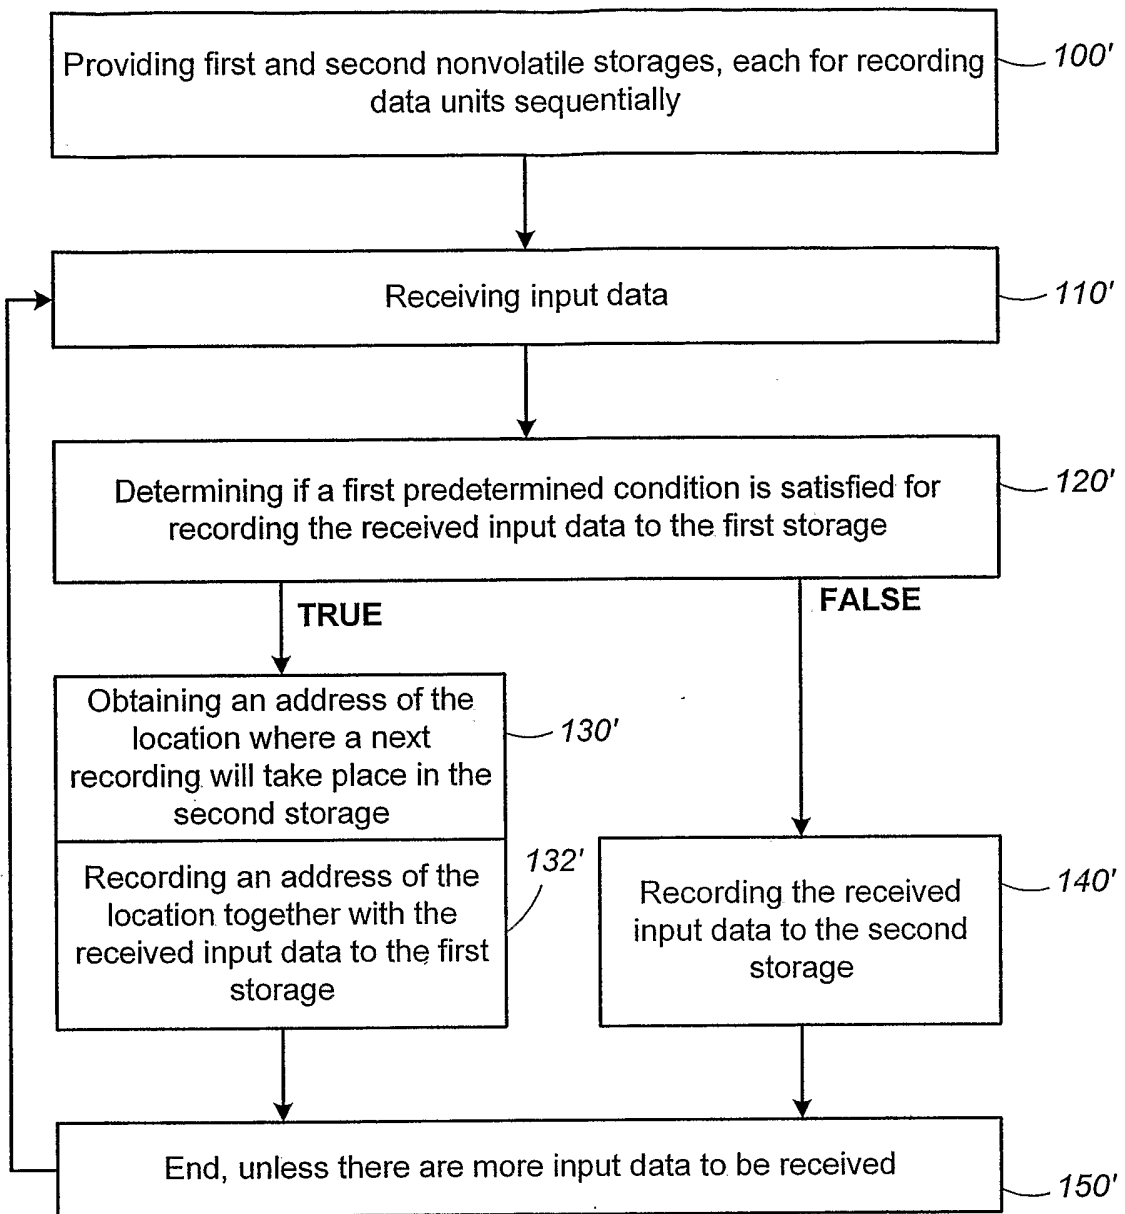 Providing first and second nonvolatile storages, each for recording
data units sequentially
100'
Receiving input data
110'
Determining if a first predetermined condition is satisfied for
recording the received input data to the first storage
120'
TRUE
FALSE
Obtaining an address of the
location where a next
recording will take place in the
second storage
130'
Recording an address of the
location together with the
received input data to the first
storage
132'
Recording the received
input data to the second
storage
140'
End, unless there are more input data to be received
150'